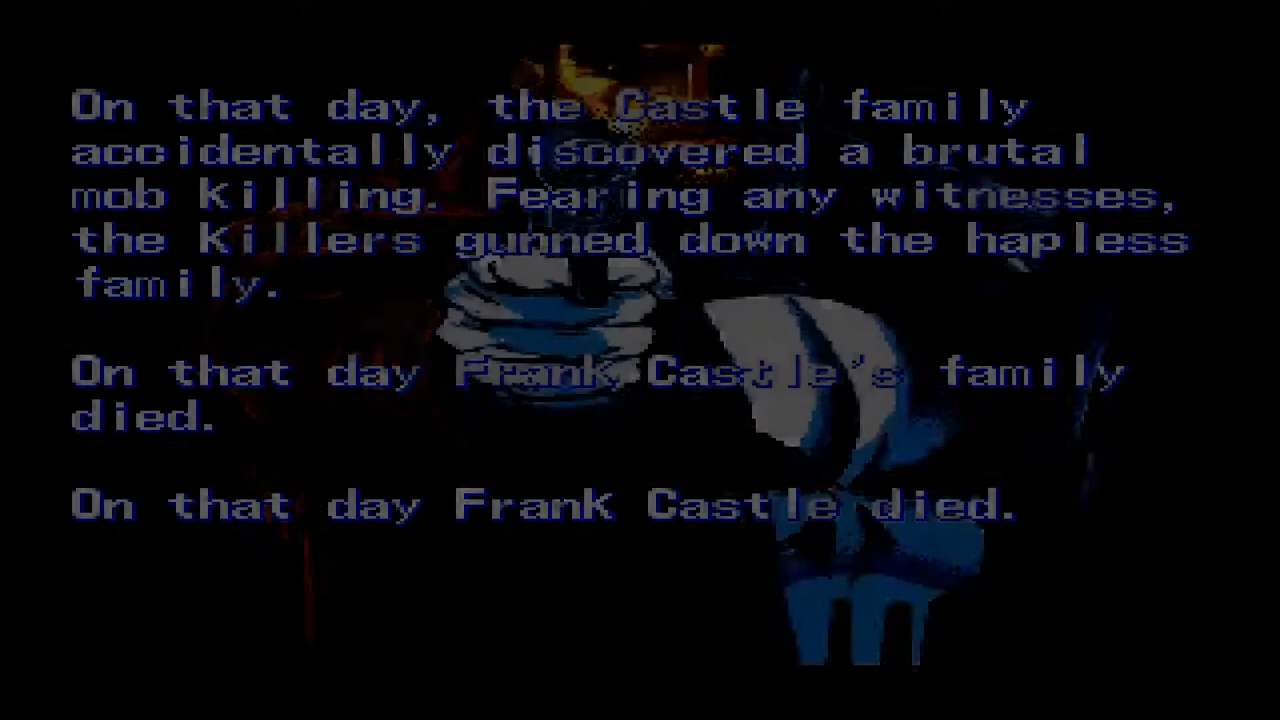 On that day, the Castle family
accidentally discovered a brutal
mob killing. Fearing any witnesses,
the killers gunned down the hapless
family.
On that day Frank Castle's family
died.
On that day Frank Castle died.